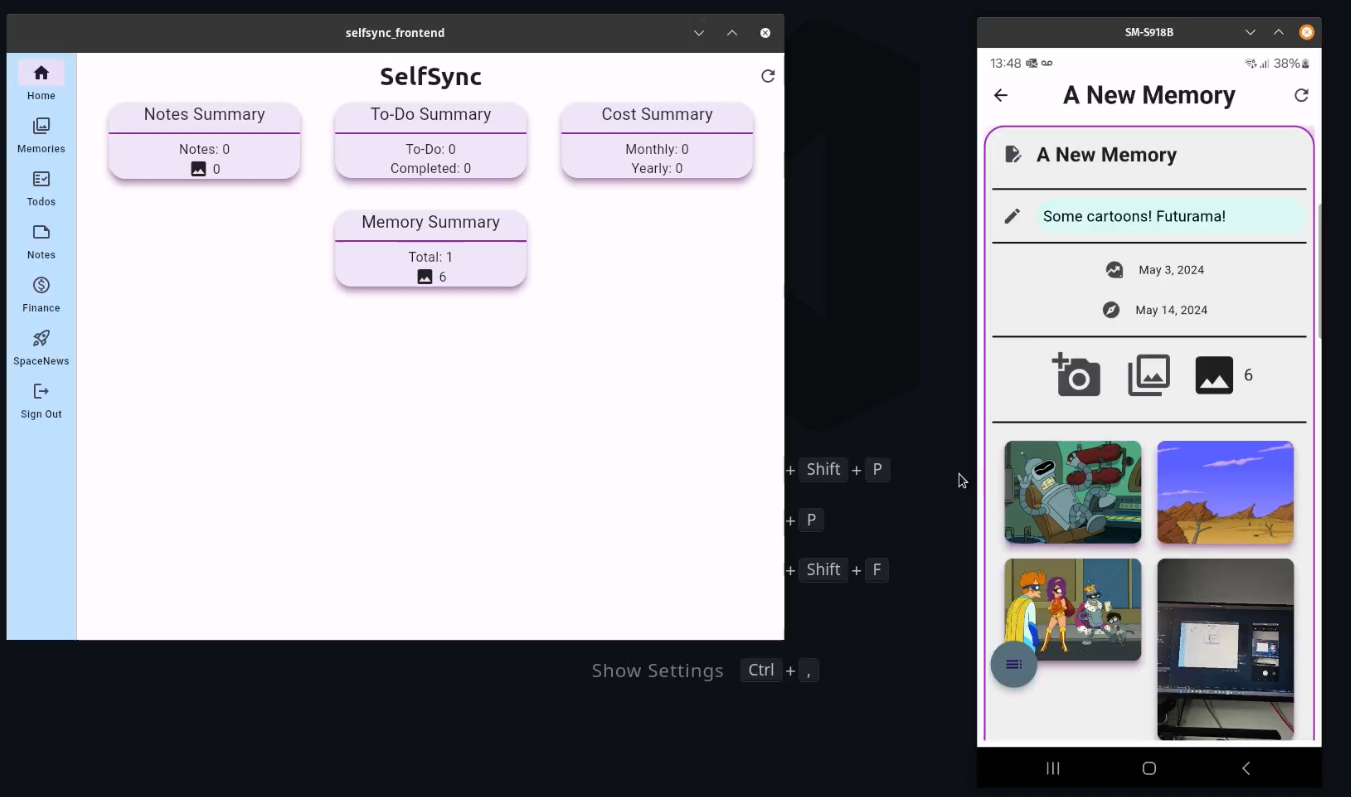 selfsync_frontend
Home
Memories
Todos
Notes
Finance
SpaceNews
Sign Out
SelfSync
Notes Summary
Notes: 0
0
To-Do Summary
To-Do: 0
Completed: 0
Cost Summary
Monthly: 0
Yearly: 0
Memory Summary
Total: 1
6
+ Shift + P
+ P
+ Shift + F
Show Settings Ctrl + ,
SM-S918B
13:48 38%
A New Memory
A New Memory
Some cartoons! Futurama!
May 3, 2024
May 14, 2024
6